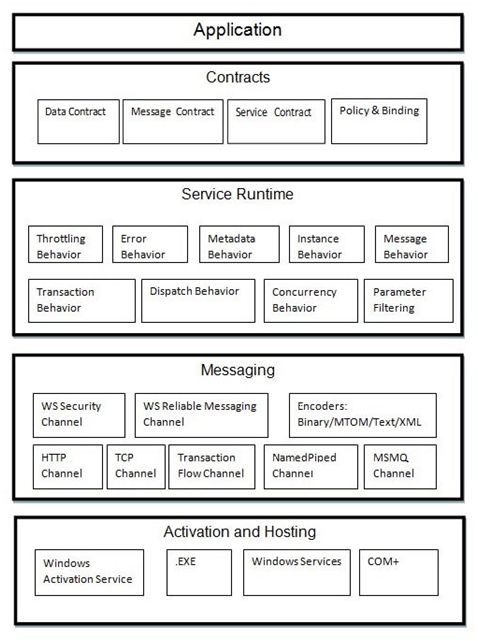 Application
Contracts
Data Contract
Message Contract
Service Contract
Policy & Binding
Service Runtime
Throttling
Behavior
Error
Behavior
Metadata
Behavior
Instance
Behavior
Message
Behavior
Transaction
Behavior
Dispatch Behavior
Concurrency
Behavior
Parameter
Filtering
Messaging
WS Security
Channel
WS Reliable Messaging
Channel
Encoders:
Binary/MTOM/Text/XML
HTTP
Channel
TCP
Channel
Transaction
Flow Channel
NamedPiped
Channel
MSMQ
Channel
Activation and Hosting
Windows
Activation Service
.EXE
Windows Services
COM+